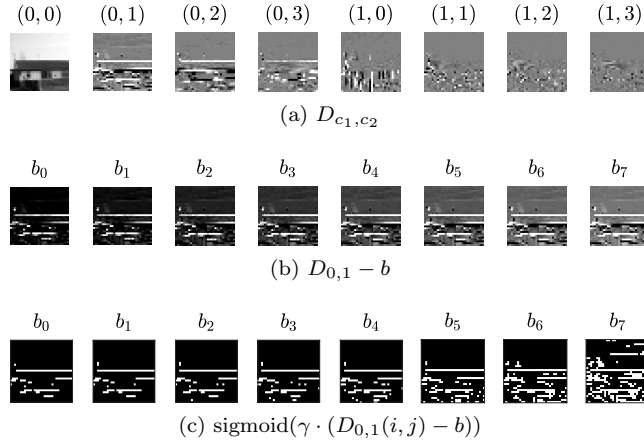 (0, 0) (0, 1) (0, 2) (0, 3) (1, 0) (1, 1) (1, 2) (1, 3)
(a) D_{c_1,c_2}
b_0 b_1 b_2 b_3 b_4 b_5 b_6 b_7
(b) D_{0,1} − b
b_0 b_1 b_2 b_3 b_4 b_5 b_6 b_7
(c) sigmoid(γ · (D_{0,1}(i, j) − b))